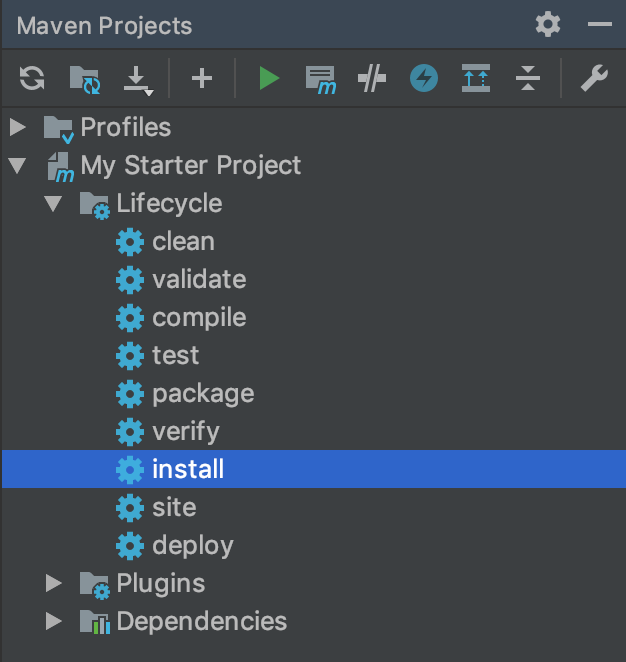 Maven Projects
Profiles
My Starter Project
Lifecycle
clean
validate
compile
test
package
verify
install
site
deploy
Plugins
Dependencies